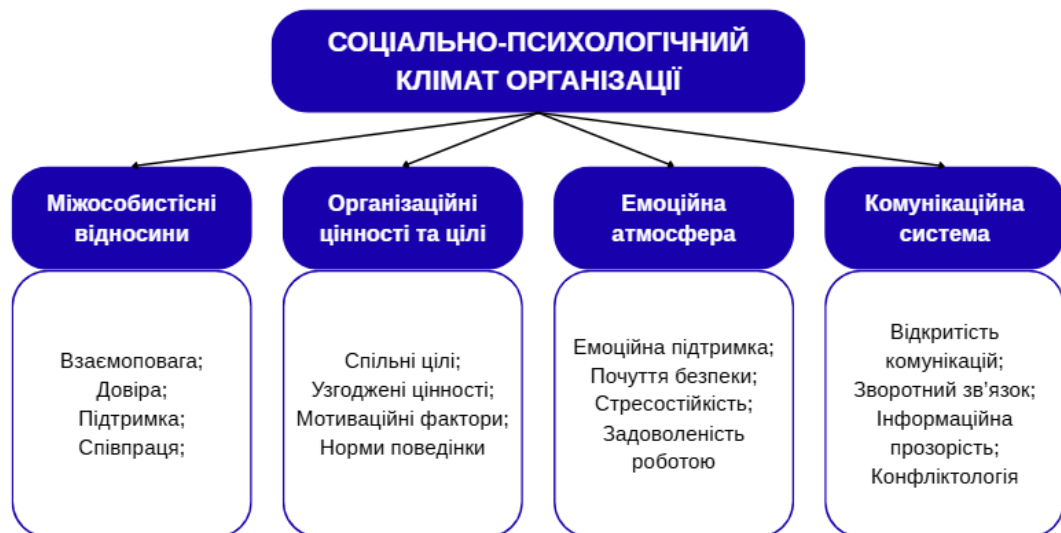 СОЦІАЛЬНО-ПСИХОЛОГІЧНИЙ
КЛІМАТ ОРГАНІЗАЦІЇ
Міжособистісні
відносини
Взаємоповага;
Довіра;
Підтримка;
Співпраця;
Організаційні
цінності та цілі
Спільні цілі;
Узгоджені цінності;
Мотиваційні фактори;
Норми поведінки
Емоційна
атмосфера
Емоційна підтримка;
Почуття безпеки;
Стресостійкість;
Задоволеність
роботою
Комунікаційна
система
Відкритість
комунікацій;
Зворотний зв’язок;
Інформаційна
прозорість;
Конфліктологія